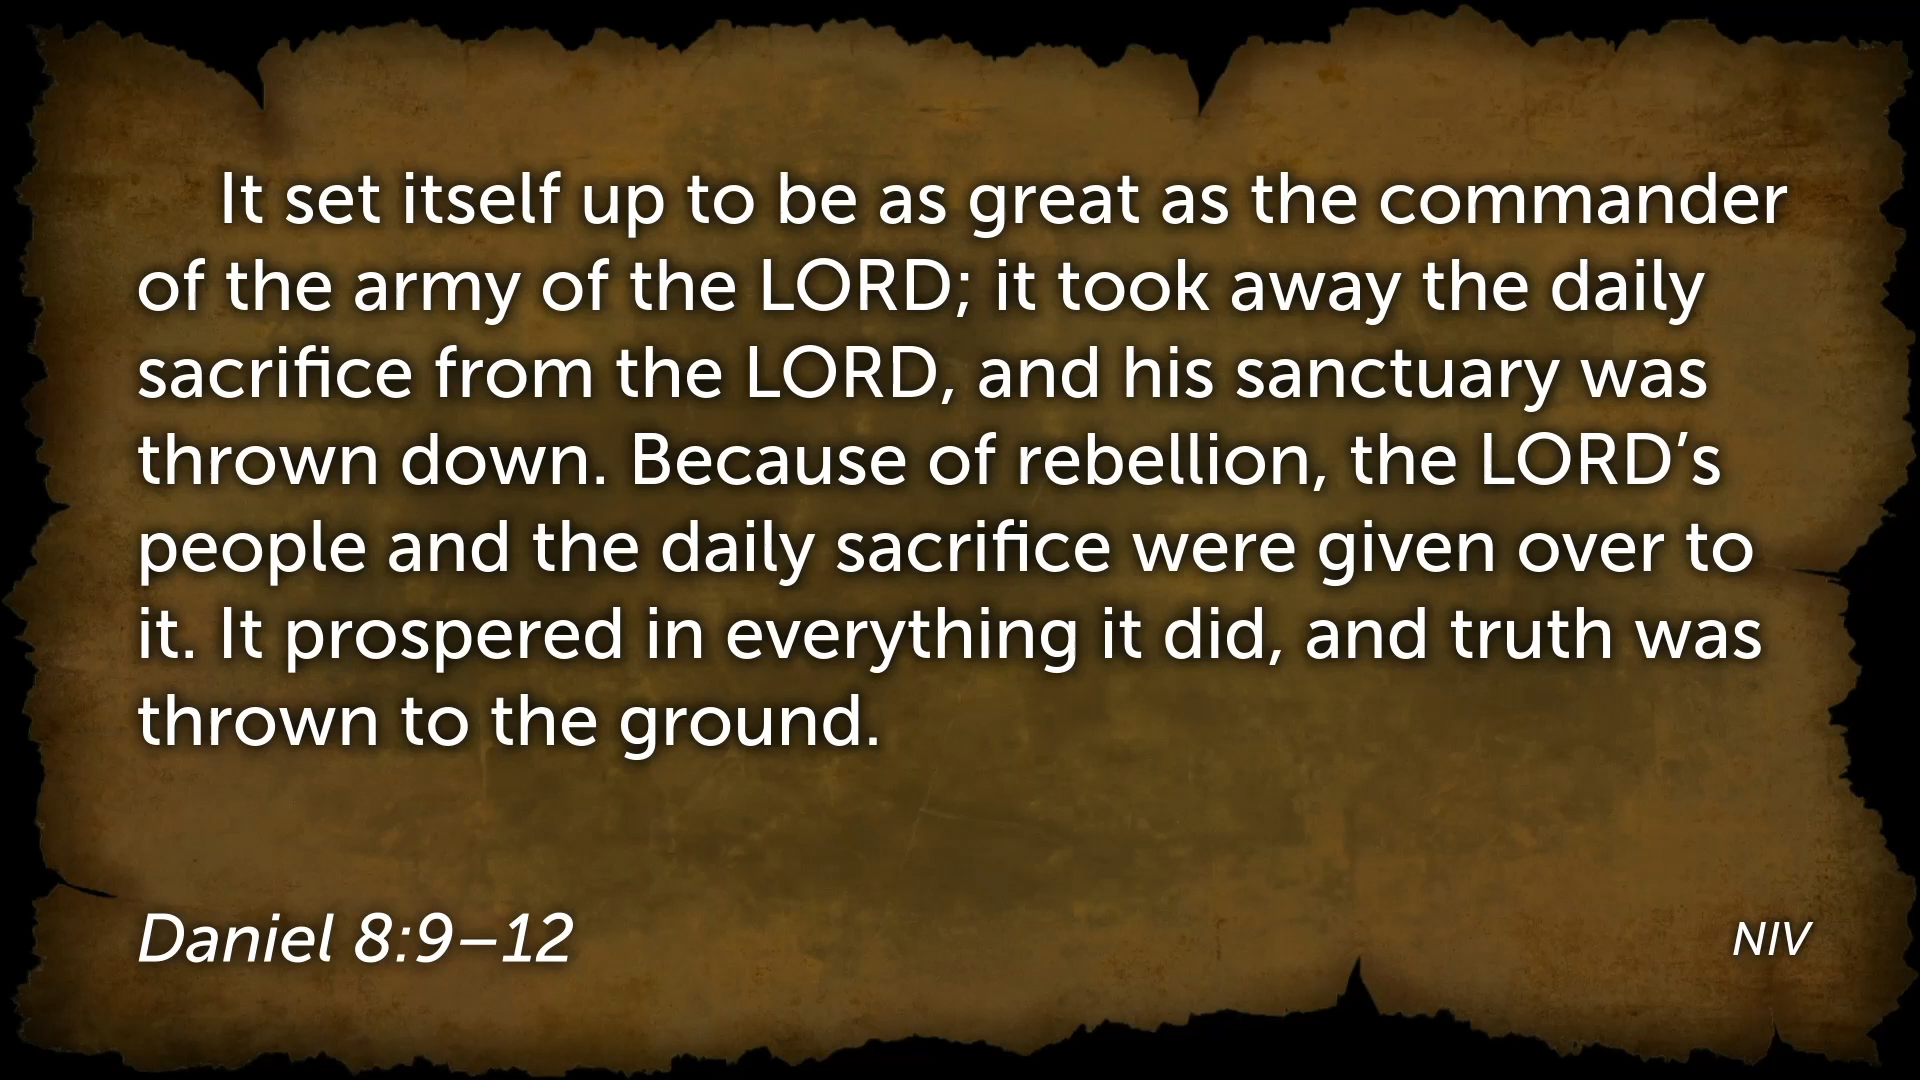 It set itself up to be as great as the commander
of the army of the LORD; it took away the daily
sacrifice from the LORD, and his sanctuary was
thrown down. Because of rebellion, the LORD’s
people and the daily sacrifice were given over to
it. It prospered in everything it did, and truth was
thrown to the ground.
Daniel 8:9–12
NIV